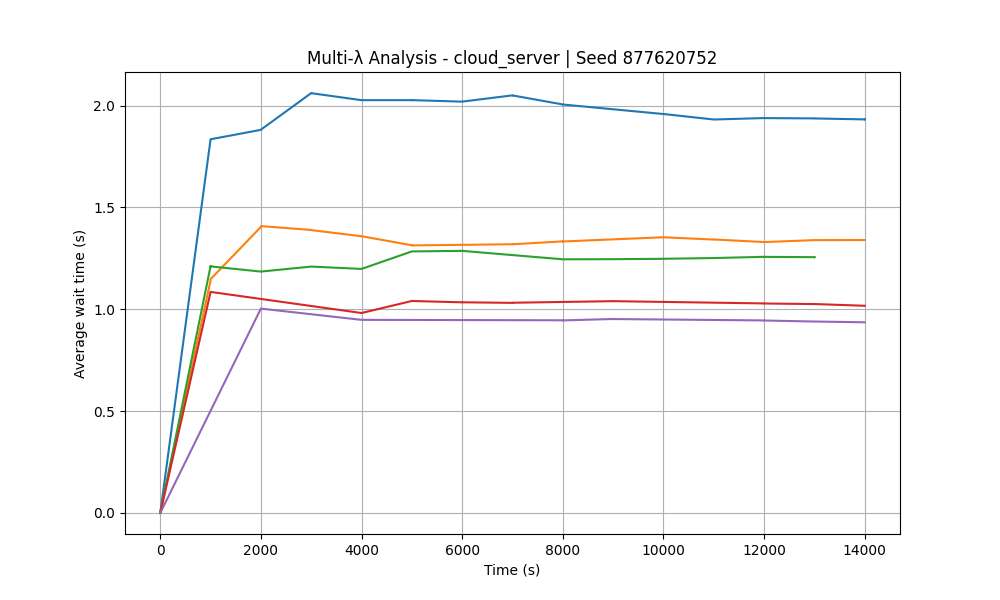 Multi-λ Analysis - cloud_server | Seed 877620752
Average wait time (s)
2.0
1.5
1.0
0.5
0.0
0 2000 4000 6000 8000 10000 12000 14000
Time (s)